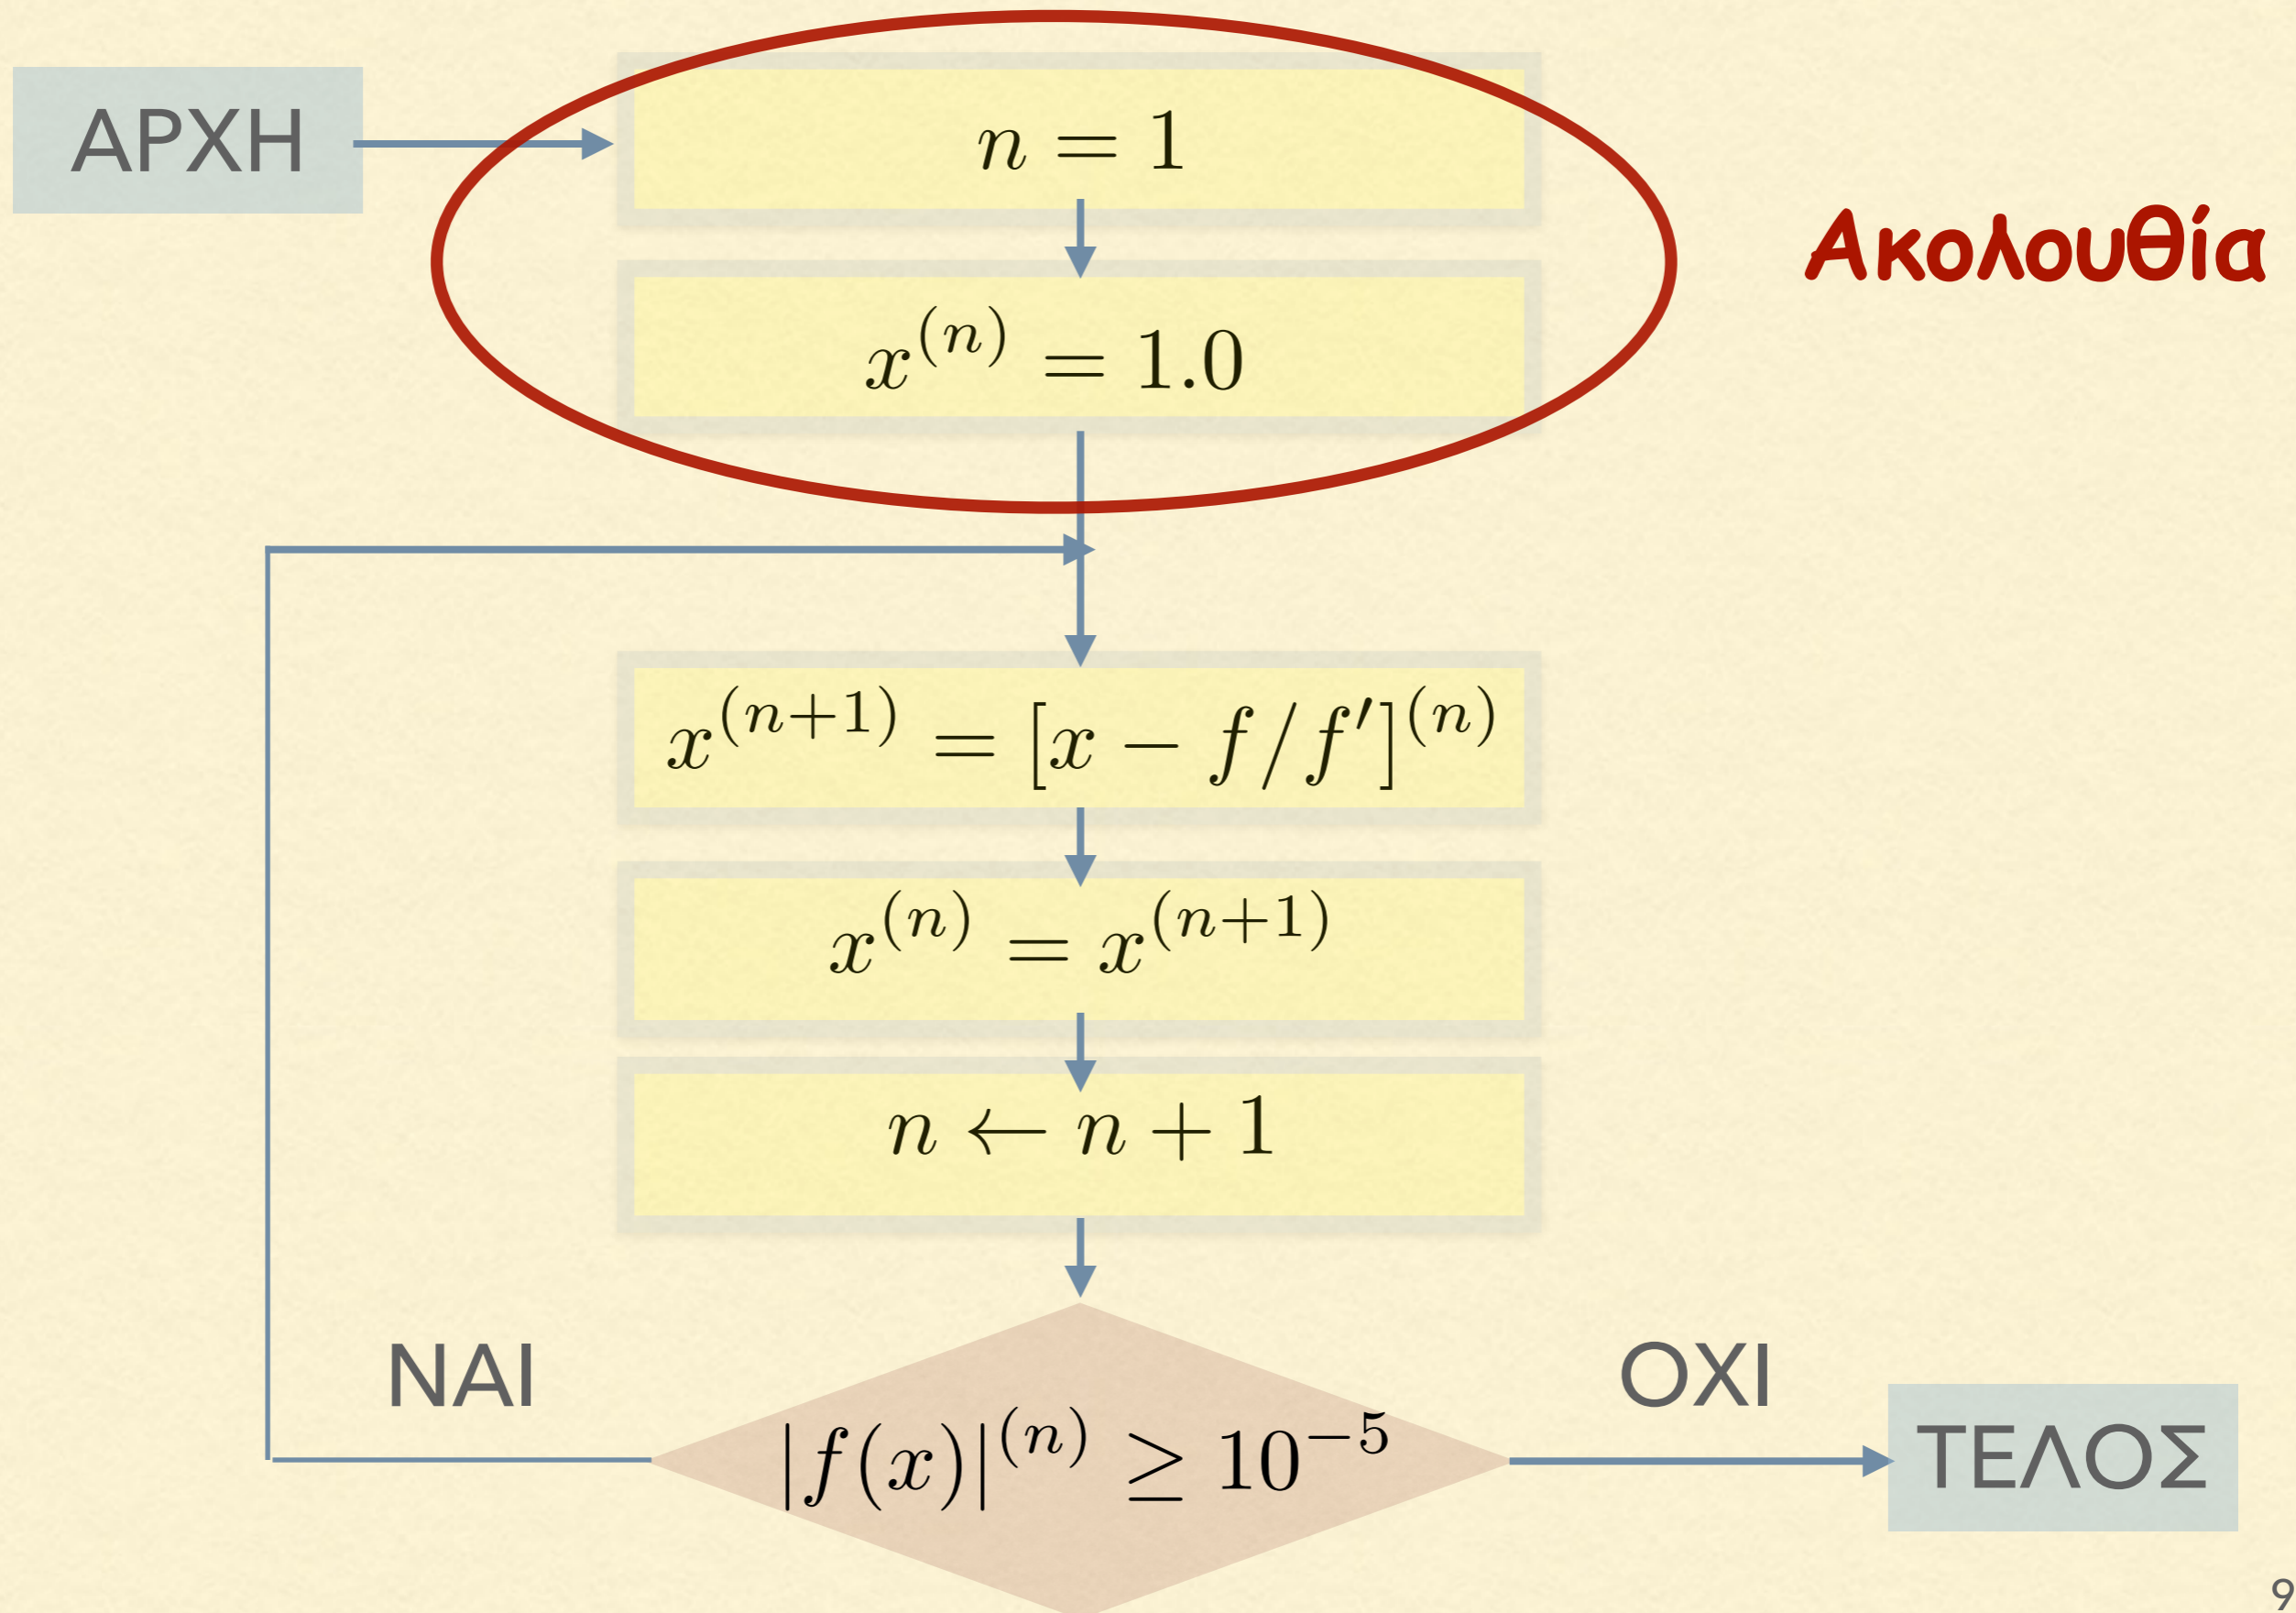 ΑΡΧΗ
n = 1
Ακολουθία
x^{(n)} = 1.0
x^{(n+1)} = [x − f/f′]^{(n)}
x^{(n)} = x^{(n+1)}
n ← n + 1
ΝΑΙ
ΟΧΙ
|f(x)|^{(n)} ≥ 10^{−5}
ΤΕΛΟΣ
9